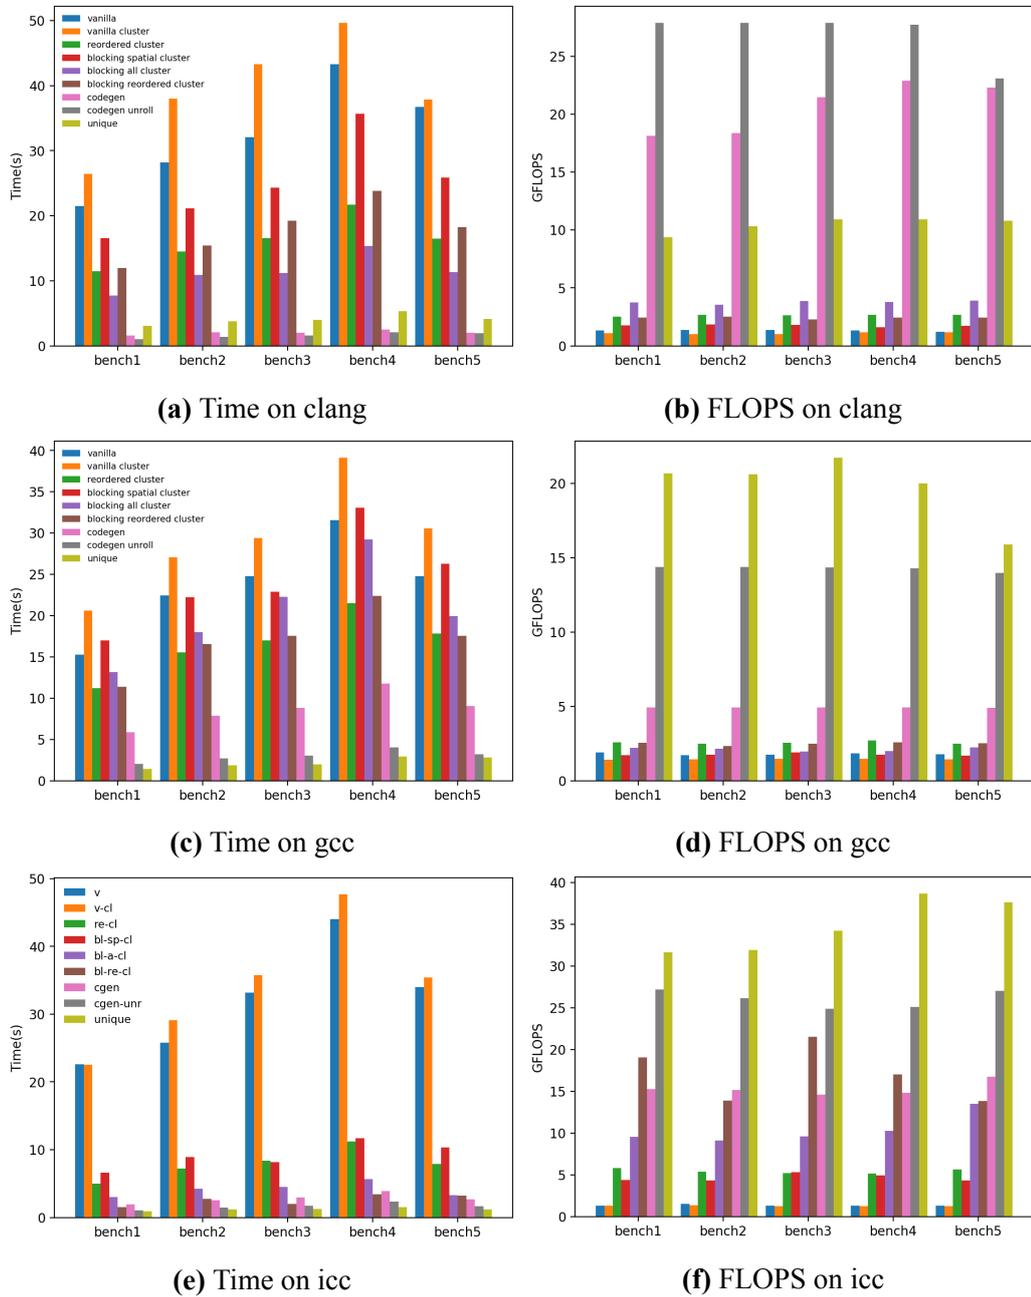 50
40
30
20
10
0
Time(s)
vanilla
vanilla cluster
reordered cluster
blocking spatial cluster
blocking all cluster
blocking reordered cluster
codegen
codegen unroll
unique
bench1 bench2 bench3 bench4 bench5
(a) Time on clang
25
20
15
10
5
0
GFLOPS
bench1 bench2 bench3 bench4 bench5
(b) FLOPS on clang
40
35
30
25
20
15
10
5
0
Time(s)
vanilla
vanilla cluster
reordered cluster
blocking spatial cluster
blocking all cluster
blocking reordered cluster
codegen
codegen unroll
unique
bench1 bench2 bench3 bench4 bench5
(c) Time on gcc
20
15
10
5
0
GFLOPS
bench1 bench2 bench3 bench4 bench5
(d) FLOPS on gcc
50
40
30
20
10
0
Time(s)
v
v-cl
re-cl
bl-sp-cl
bl-a-cl
bl-re-cl
cgen
cgen-unr
unique
bench1 bench2 bench3 bench4 bench5
(e) Time on icc
40
35
30
25
20
15
10
5
0
GFLOPS
bench1 bench2 bench3 bench4 bench5
(f) FLOPS on icc